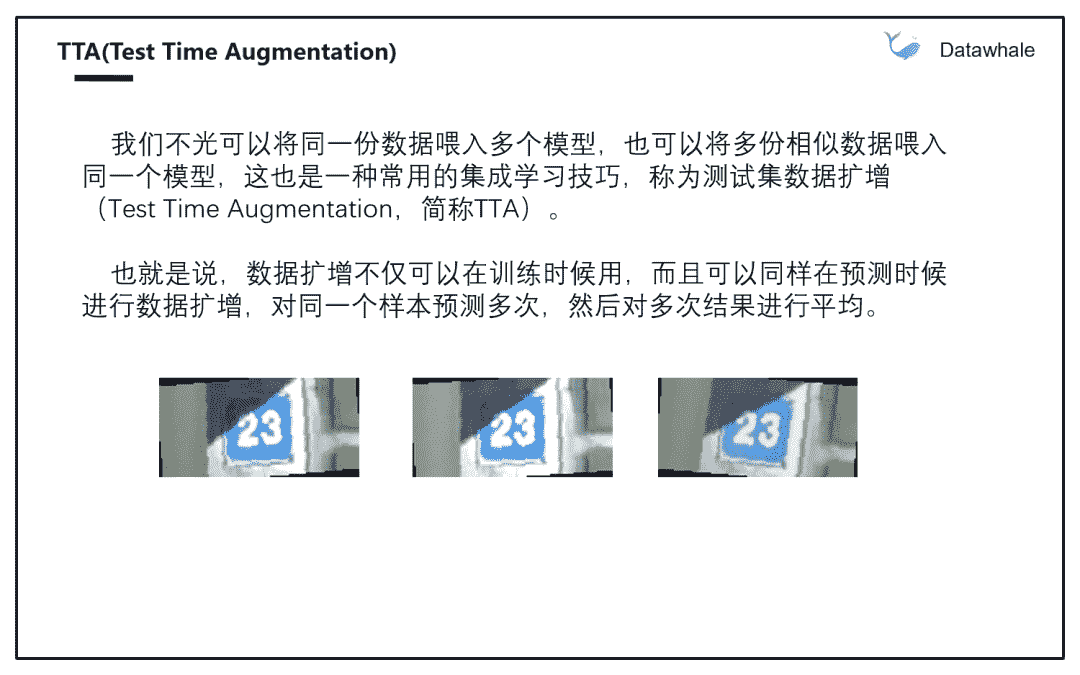 TTA(Test Time Augmentation)
Datawhale
我们不光可以将同一份数据喂入多个模型，也可以将多份相似数据喂入
同一个模型，这也是一种常用的集成学习技巧，称为测试集数据扩增
（Test Time Augmentation，简称TTA）。
也就是说，数据扩增不仅可以在训练时候用，而且可以同样在预测时候
进行数据扩增，对同一个样本预测多次，然后对多次结果进行平均。
23 23 23